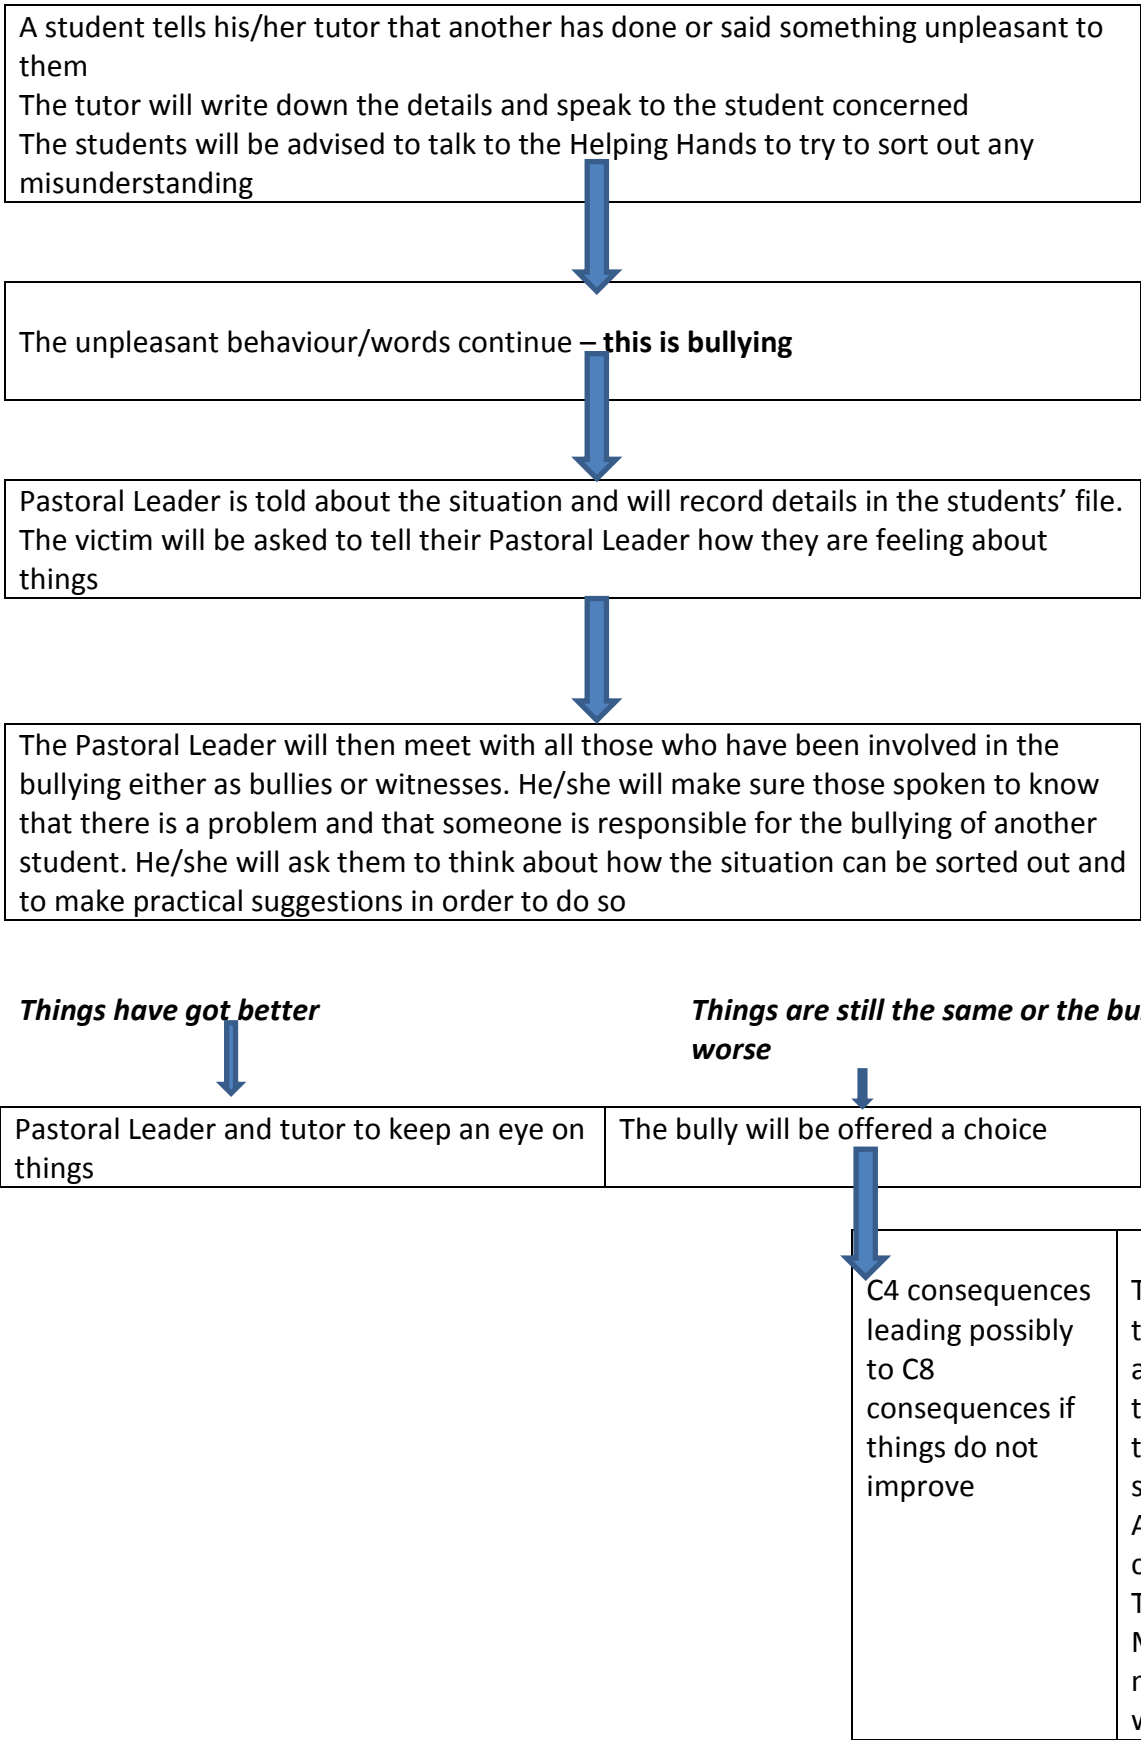 A student tells his/her tutor that another has done or said something unpleasant to
them
The tutor will write down the details and speak to the student concerned
The students will be advised to talk to the Helping Hands to try to sort out any
misunderstanding
The unpleasant behaviour/words continue – this is bullying
Pastoral Leader is told about the situation and will record details in the students’ file.
The victim will be asked to tell their Pastoral Leader how they are feeling about
things
The Pastoral Leader will then meet with all those who have been involved in the
bullying either as bullies or witnesses. He/she will make sure those spoken to know
that there is a problem and that someone is responsible for the bullying of another
student. He/she will ask them to think about how the situation can be sorted out and
to make practical suggestions in order to do so
Things have got better
Things are still the same or the
worse
Pastoral Leader and tutor to keep an eye on
things
The bully will be offered a choice
C4 consequences
leading possibly
to C8
consequences if
things do not
improve